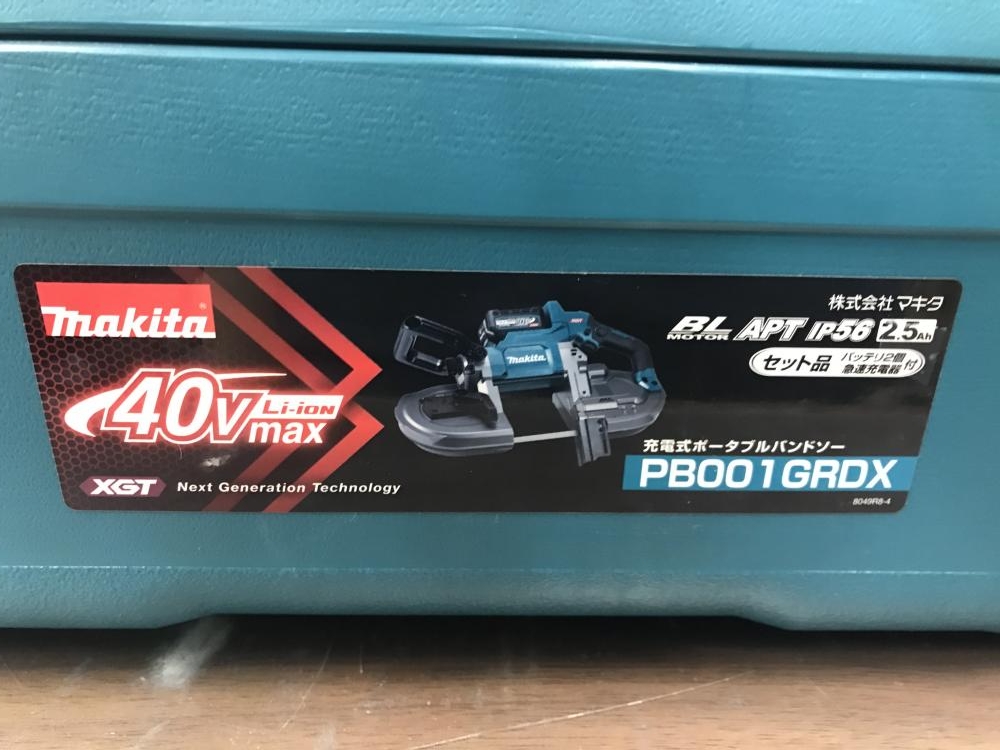 makita®
40Vmax Li-ion
XGT Next Generation Technology
makita
株式会社マキタ
BL MOTOR APT IP56 2.5Ah
セット品 バッテリ2個 急速充電器 付
充電式ポータブルバンドソー
PB001GRDX
8049R8-4